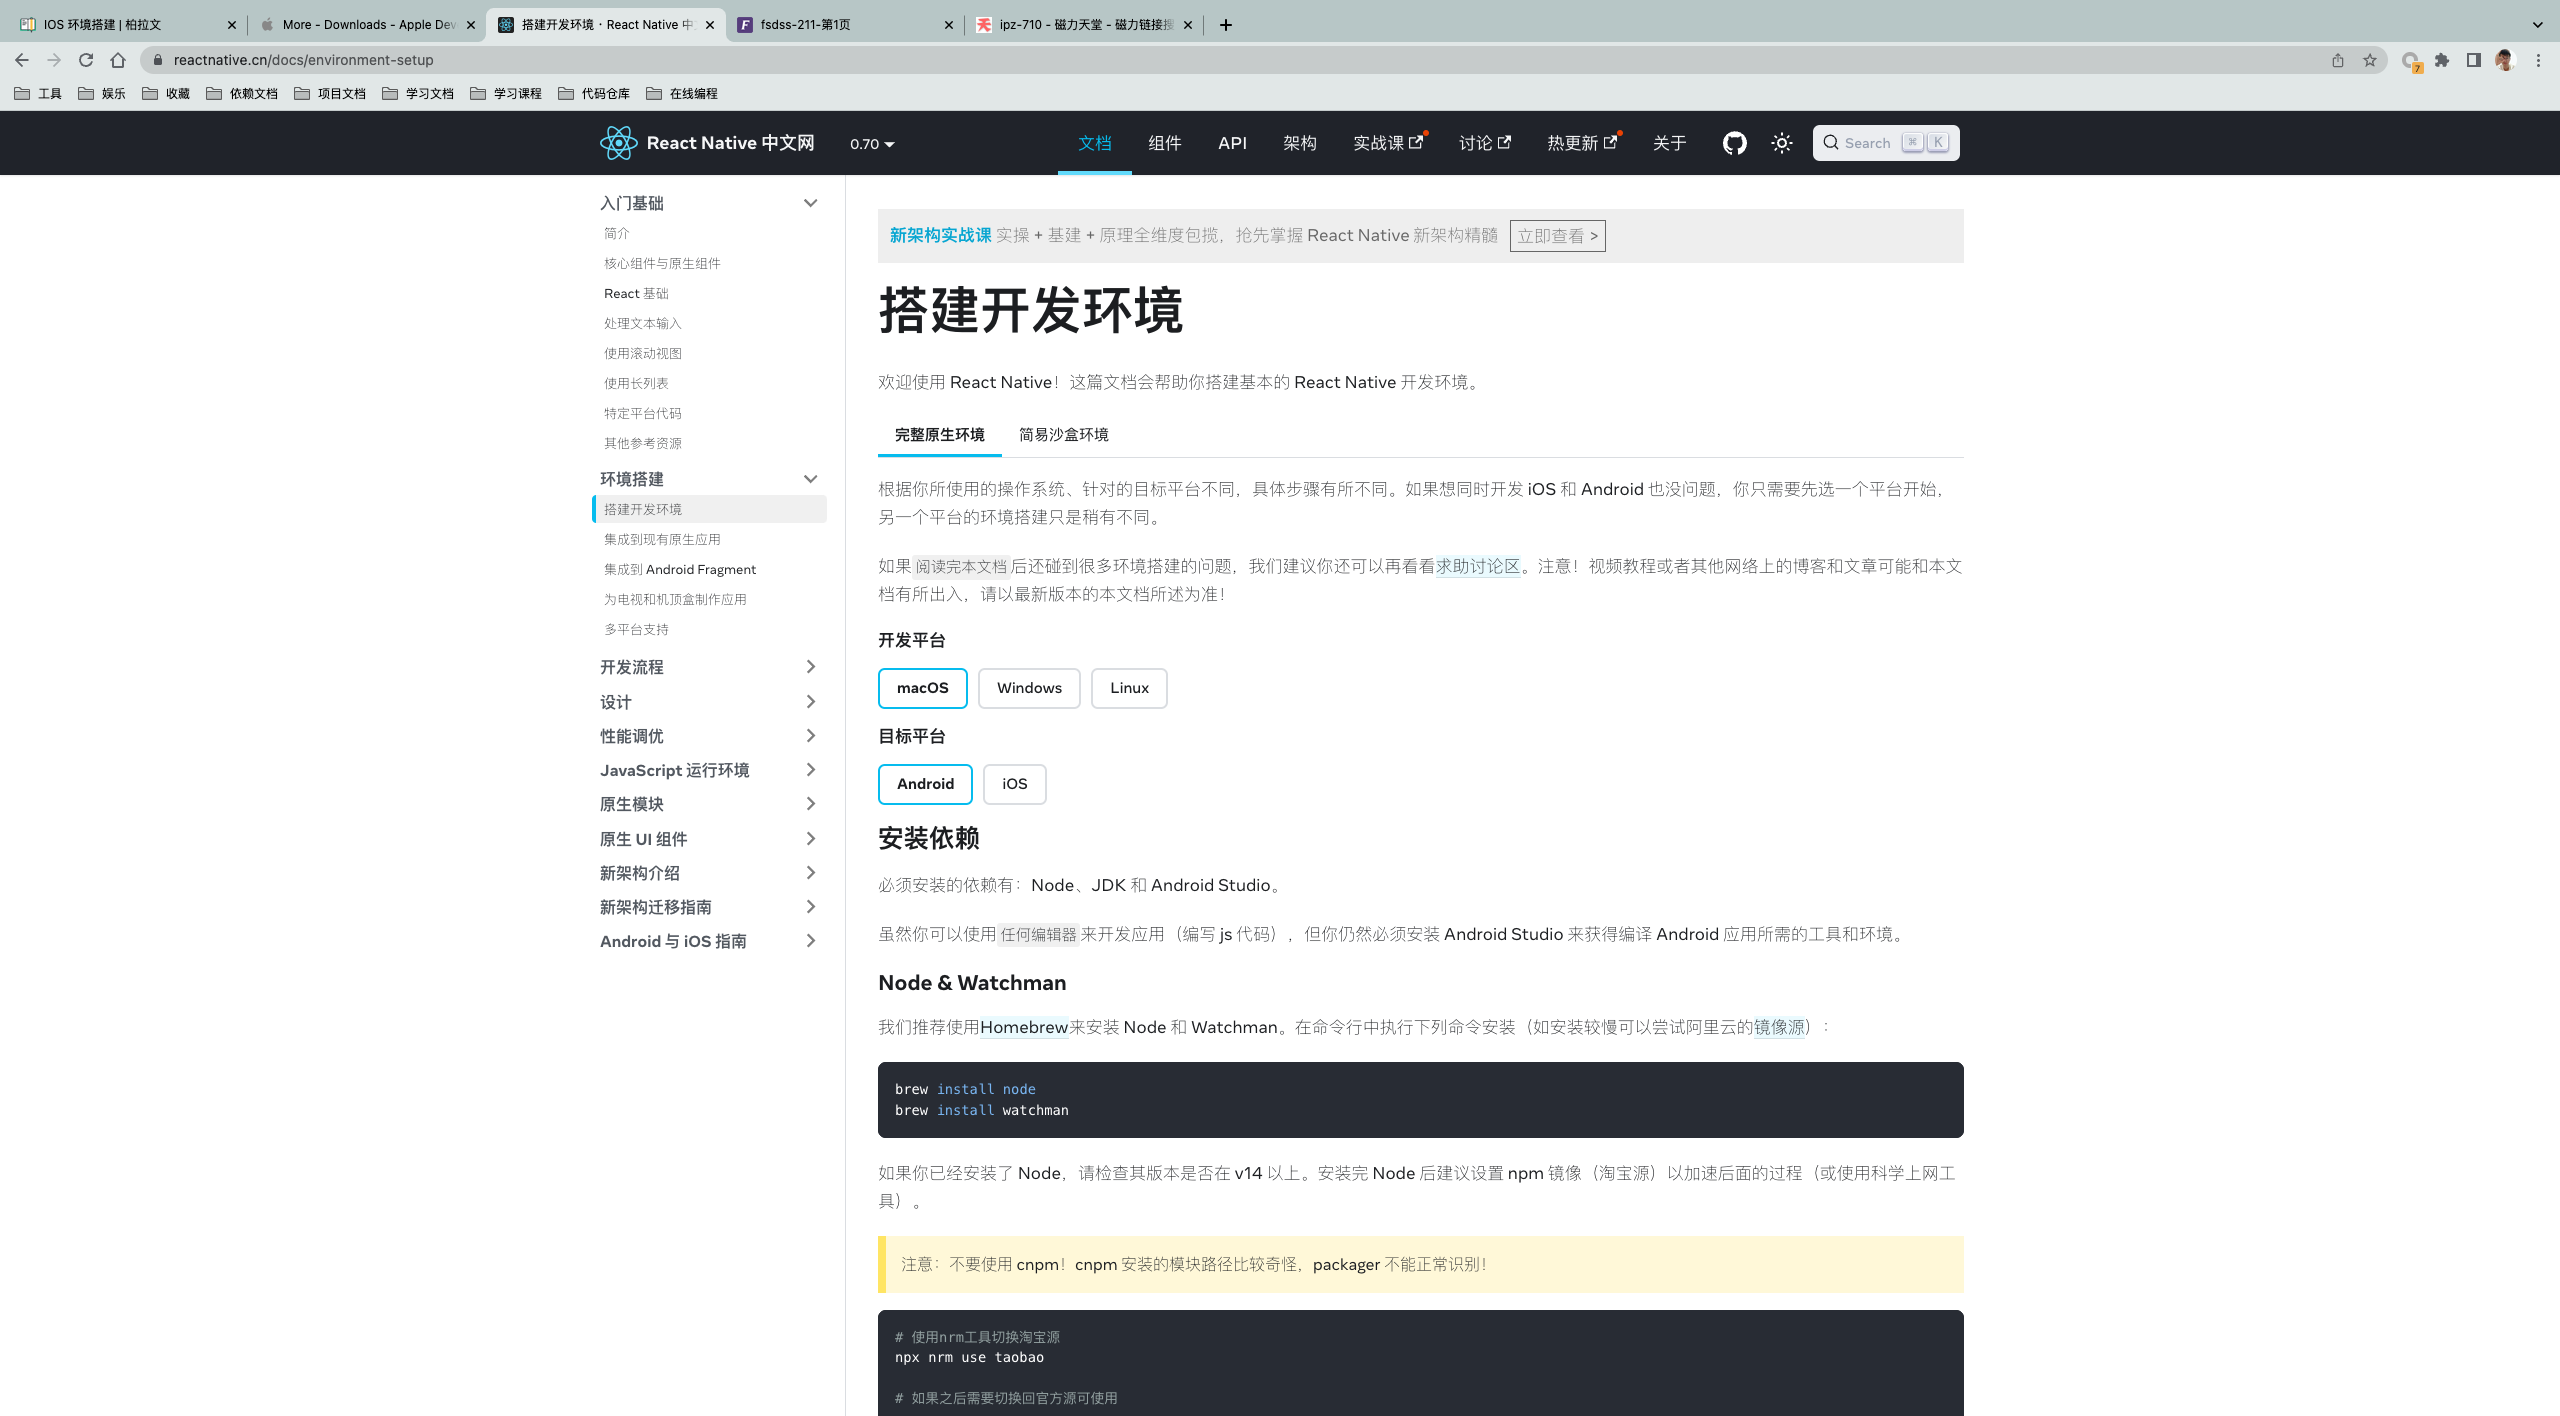 IOS 环境搭建 | 柏拉文
More - Downloads - Apple Dev
搭建开发环境 · React Native 中
fsdss-211-第1页
ipz-710 - 磁力天堂 - 磁力链接搜
reactnative.cn/docs/environment-setup
7
工具 娱乐 收藏 依赖文档 项目文档 学习文档 学习课程 代码仓库 在线编程
React Native 中文网 0.70 文档 组件 API 架构 实战课 讨论 热更新 关于 Search ⌘ K
入门基础
简介
核心组件与原生组件
React 基础
处理文本输入
使用滚动视图
使用长列表
特定平台代码
其他参考资源
环境搭建
搭建开发环境
集成到现有原生应用
集成到 Android Fragment
为电视和机顶盒制作应用
多平台支持
开发流程
设计
性能调优
JavaScript 运行环境
原生模块
原生 UI 组件
新架构介绍
新架构迁移指南
Android 与 iOS 指南
新架构实战课 实操 + 基建 + 原理全维度包揽，抢先掌握 React Native 新架构精髓 立即查看 >
搭建开发环境
欢迎使用 React Native！这篇文档会帮助你搭建基本的 React Native 开发环境。
完整原生环境 简易沙盒环境
根据你所使用的操作系统、针对的目标平台不同，具体步骤有所不同。如果想同时开发 iOS 和 Android 也没问题，你只需要先选一个平台开始，
另一个平台的环境搭建只是稍有不同。
如果 阅读完本文档 后还碰到很多环境搭建的问题，我们建议你还可以再看看求助讨论区。注意！视频教程或者其他网络上的博客和文章可能和本文
档有所出入，请以最新版本的本文档所述为准！
开发平台
macOS Windows Linux
目标平台
Android iOS
安装依赖
必须安装的依赖有：Node、JDK 和 Android Studio。
虽然你可以使用 任何编辑器 来开发应用（编写 js 代码），但你仍然必须安装 Android Studio 来获得编译 Android 应用所需的工具和环境。
Node & Watchman
我们推荐使用Homebrew来安装 Node 和 Watchman。在命令行中执行下列命令安装（如安装较慢可以尝试阿里云的镜像源）：
brew install node
brew install watchman
如果你已经安装了 Node，请检查其版本是否在 v14 以上。安装完 Node 后建议设置 npm 镜像（淘宝源）以加速后面的过程（或使用科学上网工
具）。
注意：不要使用 cnpm！cnpm 安装的模块路径比较奇怪，packager 不能正常识别！
# 使用nrm工具切换淘宝源
npx nrm use taobao
# 如果之后需要切换回官方源可使用